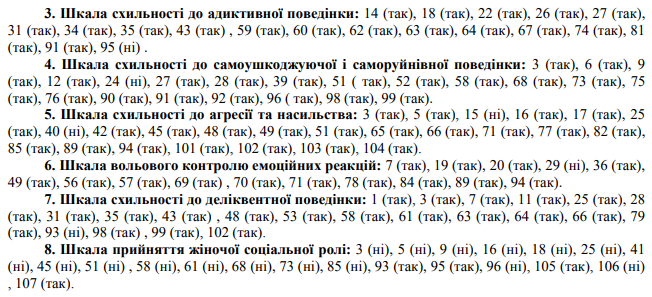 3. Шкала схильності до адиктивної поведінки: 14 (так), 18 (так), 22 (так), 26 (так), 27 (так),
31 (так), 34 (так), 35 (так), 43 (так) , 59 (так), 60 (так), 62 (так), 63 (так), 64 (так), 67 (так), 74 (так), 81
(так), 91 (так), 95 (ні) .
4. Шкала схильності до самоушкоджуючої і саморуйнівної поведінки: 3 (так), 6 (так), 9
(так), 12 (так), 24 (ні), 27 (так), 28 (так), 39 (так), 51 ( так), 52 (так), 58 (так), 68 (так), 73 (так), 75
(так), 76 (так), 90 (так), 91 (так), 92 (так), 96 ( так), 98 (так), 99 (так).
5. Шкала схильності до агресії та насильства: 3 (так), 5 (так), 15 (ні), 16 (так), 17 (так), 25
(так), 40 (ні), 42 (так), 45 (так), 48 (так), 49 (так), 51 (так), 65 (так), 66 (так), 71 (так), 77 (так), 82 (так),
85 (так), 89 (так), 94 (так), 101 (так), 102 (так), 103 (так), 104 (так).
6. Шкала вольового контролю емоційних реакцій: 7 (так), 19 (так), 20 (так), 29 (ні), 36 (так),
49 (так), 56 (так), 57 (так), 69 (так) , 70 (так), 71 (так), 78 (так), 84 (так), 89 (так), 94 (так).
7. Шкала схильності до деліквентної поведінки: 1 (так), 3 (так), 7 (так), 11 (так), 25 (так), 28
(так), 31 (так), 35 (так), 43 (так) , 48 (так), 53 (так), 58 (так), 61 (так), 63 (так), 64 (так), 66 (так), 79
(так), 93 (ні), 98 (так) , 99 (так), 102 (так).
8. Шкала прийняття жіночої соціальної ролі: 3 (ні), 5 (ні), 9 (ні), 16 (ні), 18 (ні), 25 (ні), 41
(ні), 45 (ні), 51 (ні) , 58 (ні), 61 (ні), 68 (ні), 73 (ні), 85 (ні), 93 (так), 95 (так), 96 (ні), 105 (так), 106 (ні)
, 107 (так).